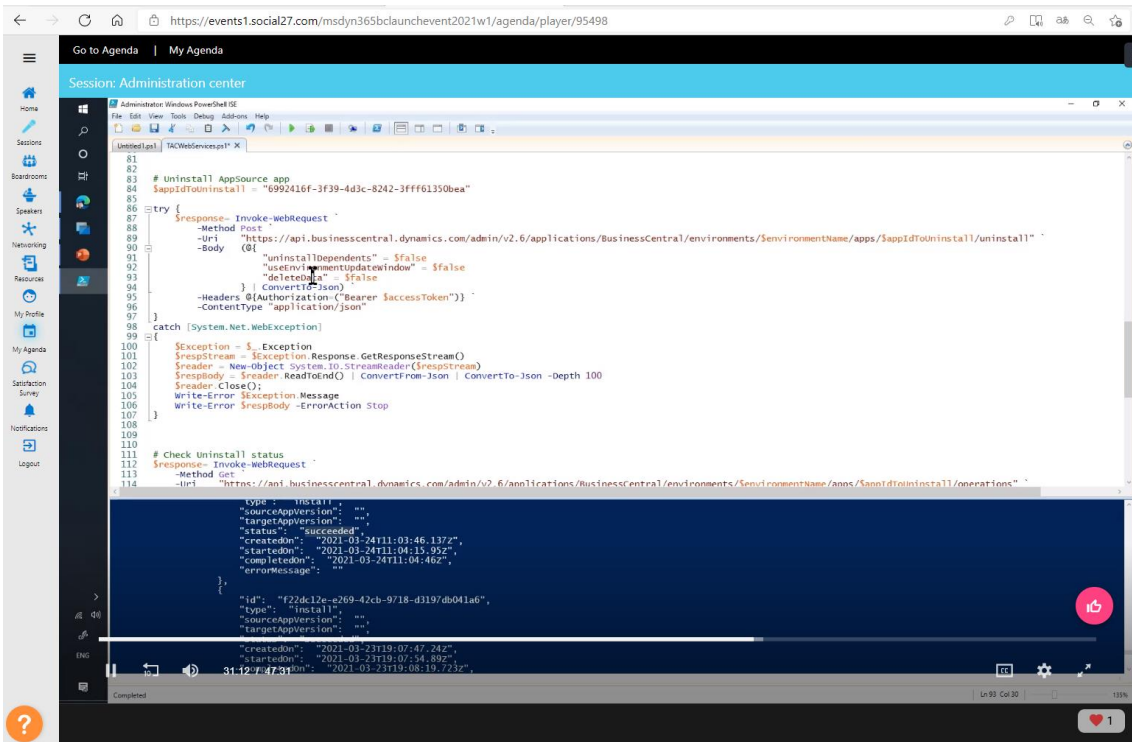 https://events1.social27.com/msdyn365bclaunchevent2021w1/agenda/player/95498
Go to Agenda | My Agenda
Session: Administration center
Home
Sessions
Boardrooms
Speakers
Networking
Resources
My Profile
My Agenda
Satisfaction
Survey
Notifications
Logout
Administrator: Windows PowerShell ISE
File Edit View Tools Debug Add-ons Help
Untitled1.ps1 TACWebServices.ps1* X
81
82
83 # Uninstall AppSource app
84 $appIdToUninstall = "6992416f-3f39-4d3c-8242-3fff61350bea"
85
86 try {
87 $response= Invoke-WebRequest `
88 -Method Post `
89 -Uri "https://api.businesscentral.dynamics.com/admin/v2.6/applications/BusinessCentral/environments/$environmentName/apps/$appIdToUninstall/uninstall" `
90 -Body (@{
91 "uninstallDependents" = $false
92 "useEnvironmentUpdateWindow" = $false
93 "deleteData" = $false
94 } | ConvertTo-Json) `
95 -Headers @{Authorization=("Bearer $accessToken")} `
96 -ContentType "application/json"
97 }
98 catch [System.Net.WebException]
99 {
100 $Exception = $_.Exception
101 $respStream = $Exception.Response.GetResponseStream()
102 $reader = New-Object System.IO.StreamReader($respStream)
103 $respBody = $reader.ReadToEnd() | ConvertFrom-Json | ConvertTo-Json -Depth 100
104 $reader.Close();
105 Write-Error $Exception.Message
106 Write-Error $respBody -ErrorAction Stop
107 }
108
109
110
111 # Check Uninstall status
112 $response= Invoke-WebRequest `
113 -Method Get `
114 -Uri "https://api.businesscentral.dynamics.com/admin/v2.6/applications/BusinessCentral/environments/$environmentName/apps/$appIdToUninstall/operations" `
"type": "install",
"sourceAppVersion": "",
"targetAppVersion": "",
"status": "succeeded",
"createdOn": "2021-03-24T11:03:46.137Z",
"startedOn": "2021-03-24T11:04:15.95Z",
"completedOn": "2021-03-24T11:04:46Z",
"errorMessage": ""
},
{
"id": "f22dc12e-e269-42cb-9718-d3197db041a6",
"type": "install",
"sourceAppVersion": "",
"targetAppVersion": "",
"createdOn": "2021-03-23T19:07:47.24Z",
"startedOn": "2021-03-23T19:07:54.89Z",
"2021-03-23T19:08:19.723Z",
ENG
10
31:12 / 47:31
CC
Completed
Ln 93 Col 30
135%
?
1